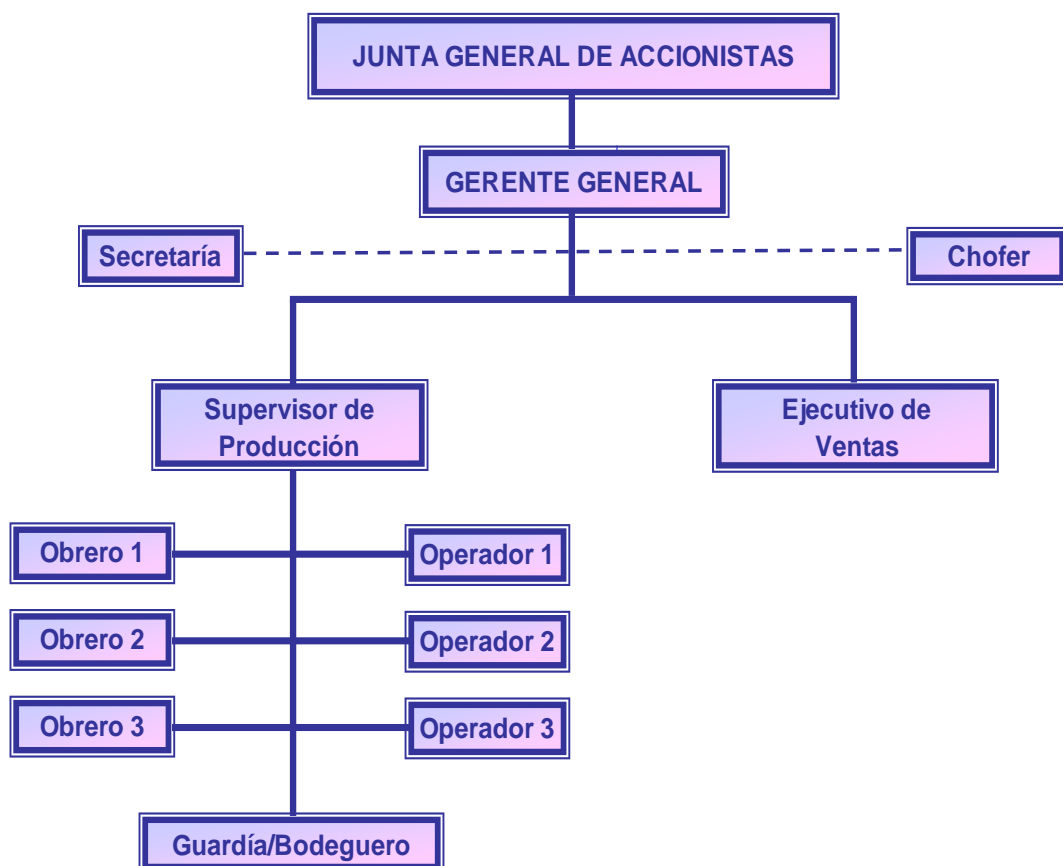 JUNTA GENERAL DE ACCIONISTAS
GERENTE GENERAL
Secretaría
Chofer
Supervisor de
Producción
Ejecutivo de
Ventas
Obrero 1
Operador 1
Obrero 2
Operador 2
Obrero 3
Operador 3
Guardía/Bodeguero